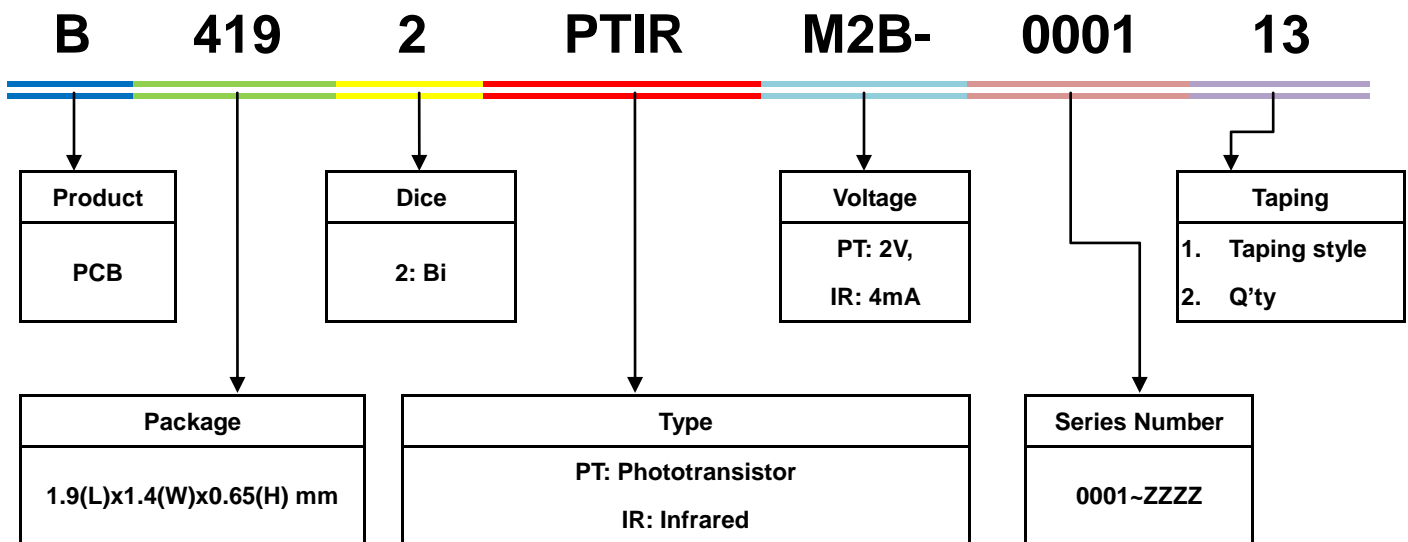 B 419 2 PTIR M2B- 0001 13
Product
PCB
Dice
2: Bi
Voltage
PT: 2V,
IR: 4mA
Taping
1. Taping style
2. Q’ty
Package
1.9(L)x1.4(W)x0.65(H) mm
Type
PT: Phototransistor
IR: Infrared
Series Number
0001~ZZZZ